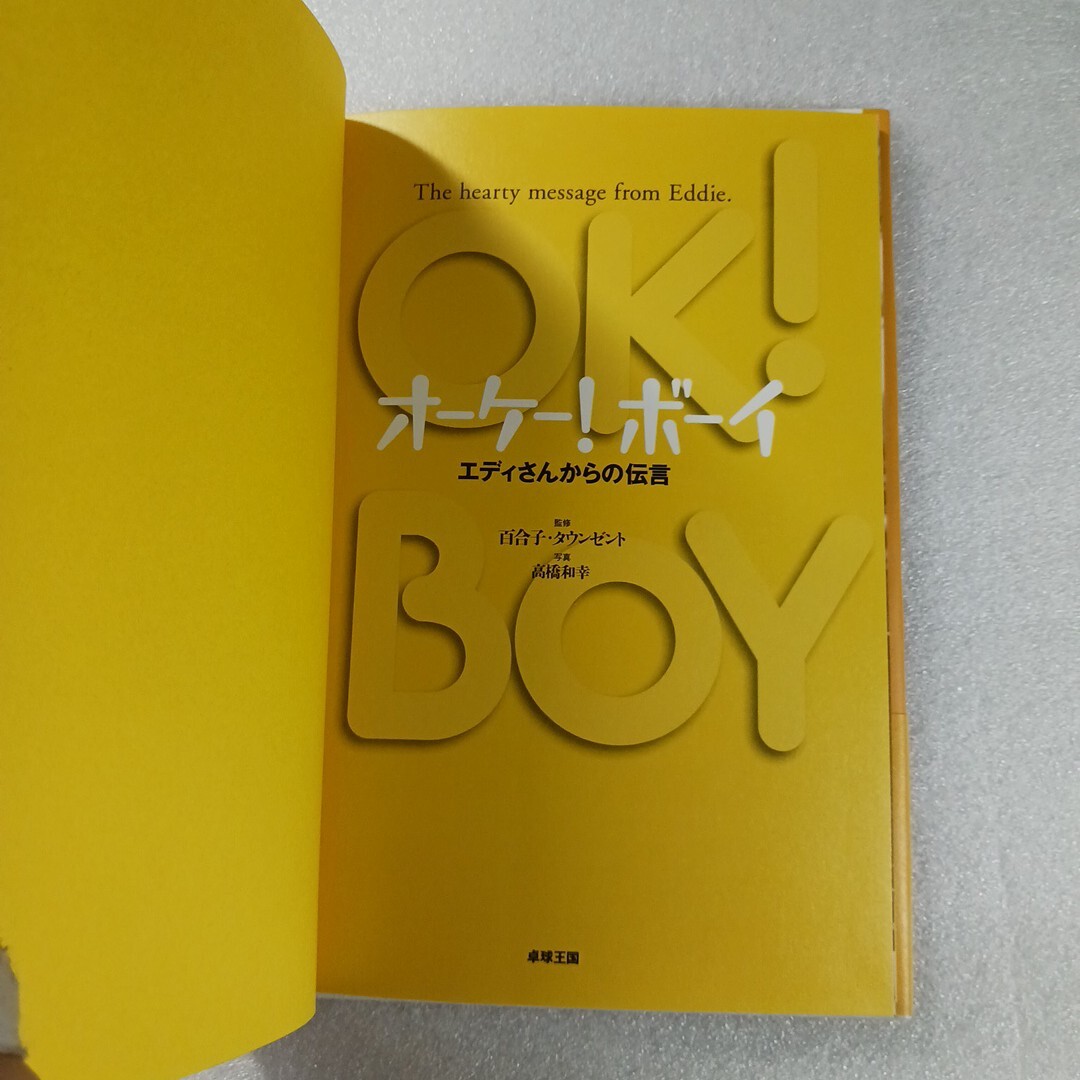 The hearty message from Eddie.
OK!
オーケー!ボーイ
エディさんからの伝言
監修
百合子・タウンゼント
写真
高橋和幸
BOY
卓球王国